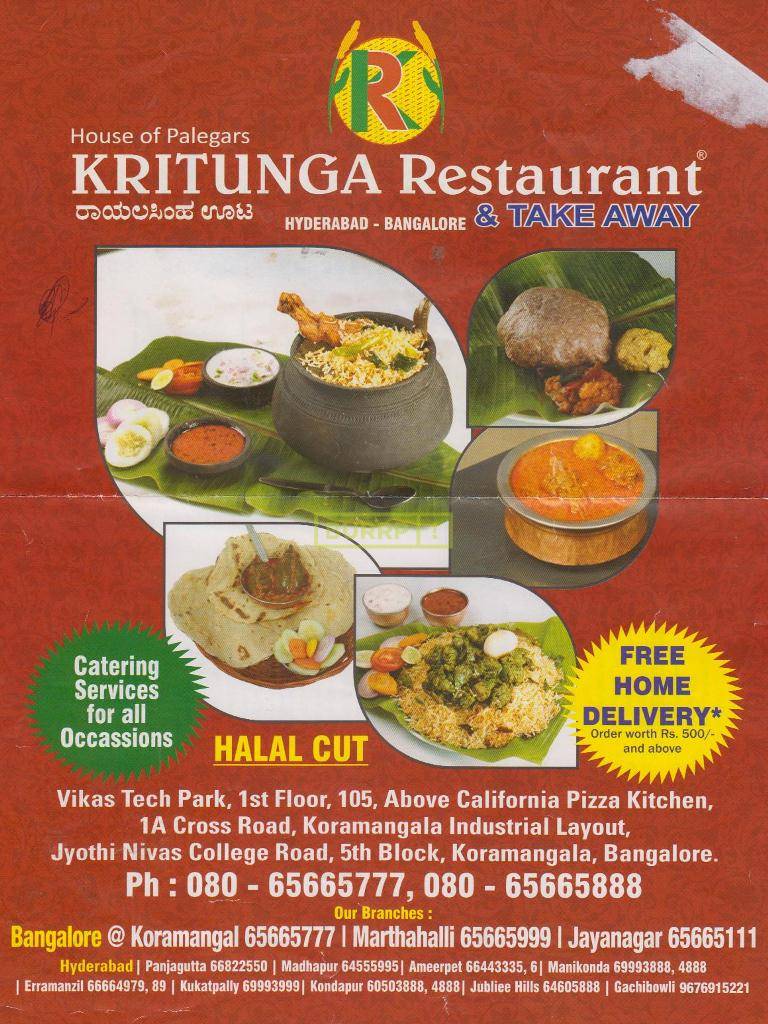 House of Palegars
KRITUNGA Restaurant®
ರಾಯಲಸಿಂಹ ಊಟ
HYDERABAD - BANGALORE & TAKE AWAY
BURRP!
Catering
Services
for all
Occassions
FREE
HOME
DELIVERY*
Order worth Rs. 500/-
and above
HALAL CUT
Vikas Tech Park, 1st Floor, 105, Above California Pizza Kitchen,
1A Cross Road, Koramangala Industrial Layout,
Jyothi Nivas College Road, 5th Block, Koramangala, Bangalore.
Ph : 080 - 65665777, 080 - 65665888
Our Branches :
Bangalore @ Koramangal 65665777 | Marthahalli 65665999 | Jayanagar 65665111
Hyderabad | Panjagutta 66822550 | Madhapur 64555995 | Ameerpet 66443335, 6 | Manikonda 69993888, 4888
| Erramanzil 66664979, 89 | Kukatpally 69993999 | Kondapur 60503888, 4888 | Jubliee Hills 64605888 | Gachibowli 9676915221